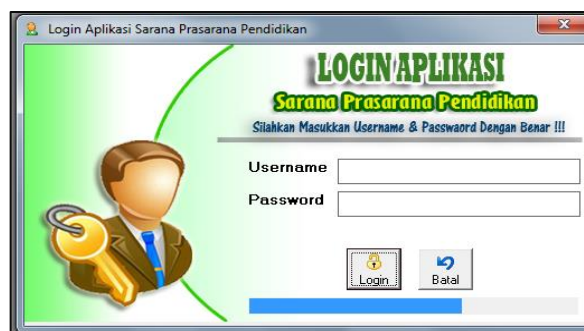 Login Aplikasi Sarana Prasarana Pendidikan
LOGIN APLIKASI
Sarana Prasarana Pendidikan
Silahkan Masukkan Username & Passwaord Dengan Benar !!!
Username
Password
Login
Batal